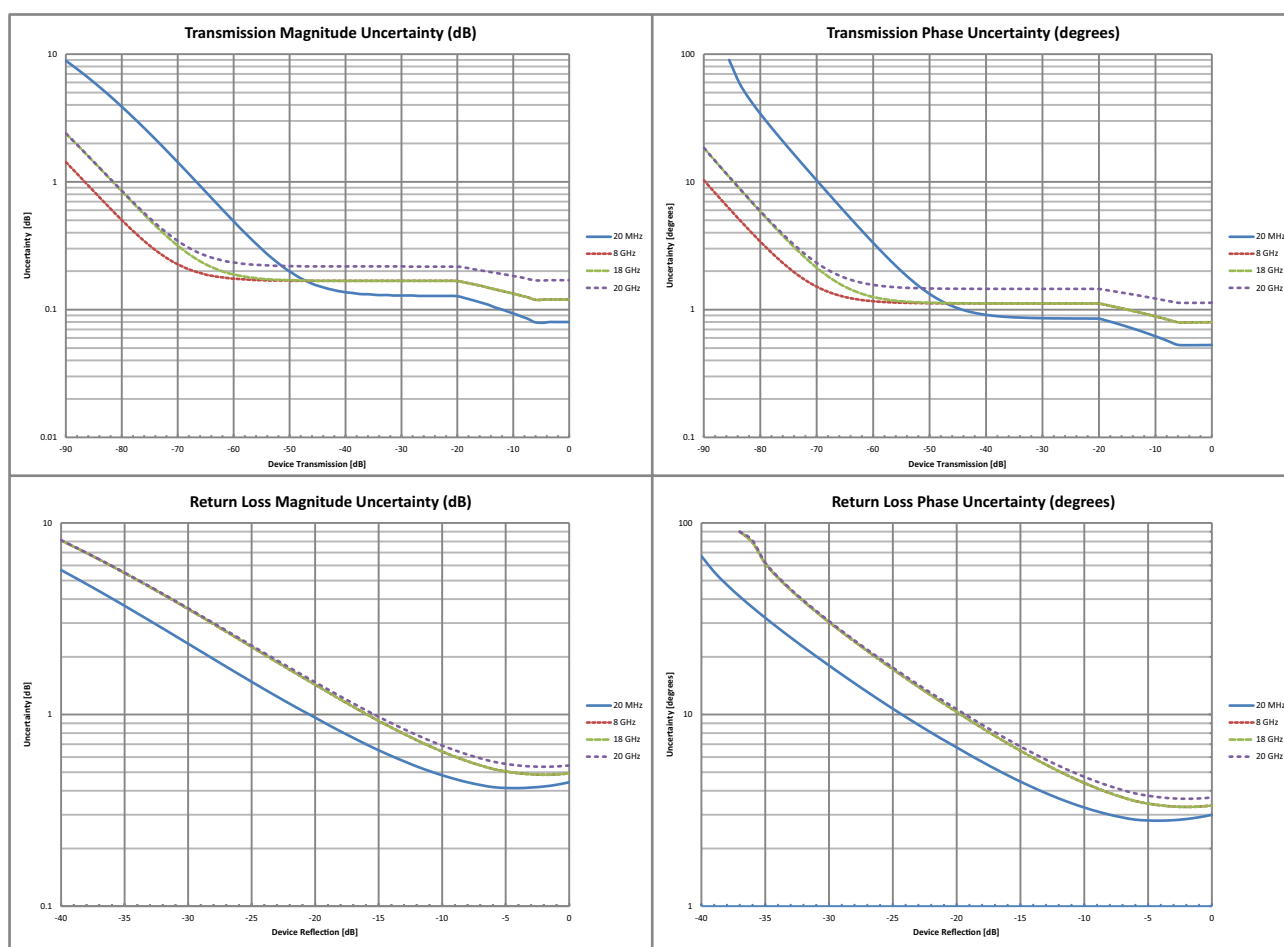 Transmission Magnitude Uncertainty (dB)
10
1
0.1
0.01
Uncertainty [dB]
-90 -80 -70 -60 -50 -40 -30 -20 -10 0
Device Transmission [dB]
20 MHz
8 GHz
18 GHz
20 GHz
Transmission Phase Uncertainty (degrees)
100
10
1
0.1
Uncertainty [degrees]
-90 -80 -70 -60 -50 -40 -30 -20 -10 0
Device Transmission [dB]
20 MHz
8 GHz
18 GHz
20 GHz
Return Loss Magnitude Uncertainty (dB)
10
1
0.1
Uncertainty [dB]
-40 -35 -30 -25 -20 -15 -10 -5 0
Device Reflection [dB]
20 MHz
8 GHz
18 GHz
20 GHz
Return Loss Phase Uncertainty (degrees)
100
10
1
Uncertainty [degrees]
-40 -35 -30 -25 -20 -15 -10 -5 0
Device Reflection [dB]
20 MHz
8 GHz
18 GHz
20 GHz